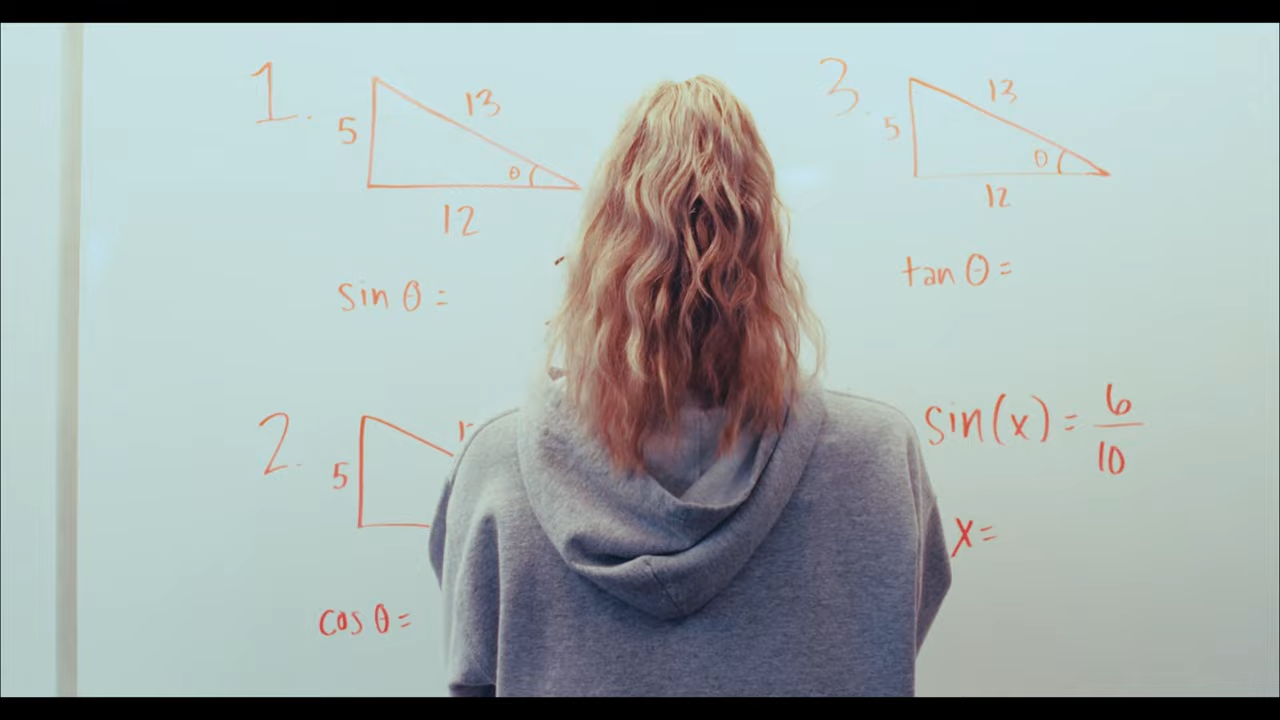 1.
13
5
θ
12
sin θ =
2.
5
cos θ =
3.
13
5
θ
12
tan θ =
sin(x) = 6/10
x =